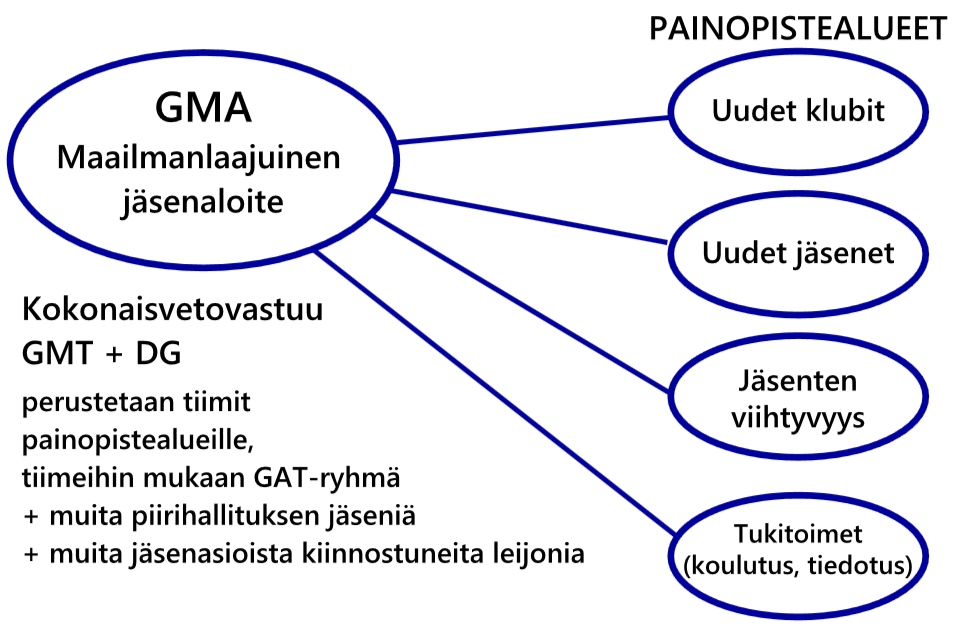 PAINOPISTEALUEET
GMA
Maailmanlaajuinen
jäsenaloite
Uudet klubit
Uudet jäsenet
Jäsenten
viihtyvyys
Tukitoimet
(koulutus, tiedotus)
Kokonaisvetovastuu
GMT + DG
perustetaan tiimit
painopistealueille,
tiimeihin mukaan GAT-ryhmä
+ muita piirihallituksen jäseniä
+ muita jäsenasioista kiinnostuneita leijonia